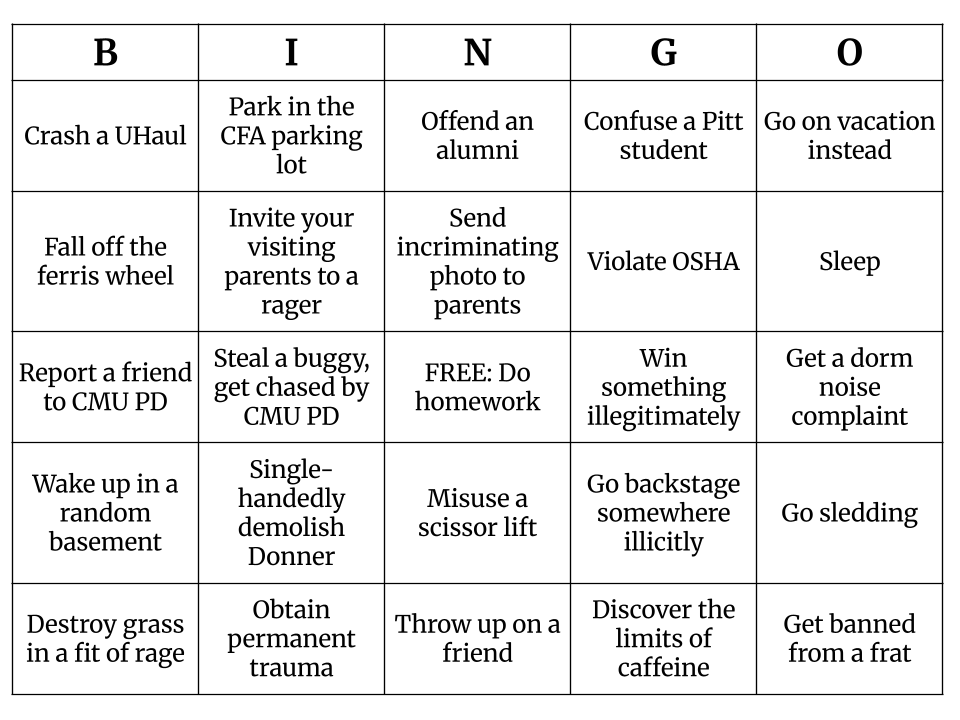 B
I
N
G
O
Crash a UHaul
Park in the
CFA parking
lot
Offend an
alumni
Confuse a Pitt
student
Go on vacation
instead
Fall off the
ferris wheel
Invite your
visiting
parents to a
rager
Send
incriminating
photo to
parents
Violate OSHA
Sleep
Report a friend
to CMU PD
Steal a buggy,
get chased by
CMU PD
FREE: Do
homework
Win
something
illegitimately
Get a dorm
noise
complaint
Wake up in a
random
basement
Single-
handedly
demolish
Donner
Misuse a
scissor lift
Go backstage
somewhere
illicitly
Go sledding
Destroy grass
in a fit of rage
Obtain
permanent
trauma
Throw up on a
friend
Discover the
limits of
caffeine
Get banned
from a frat